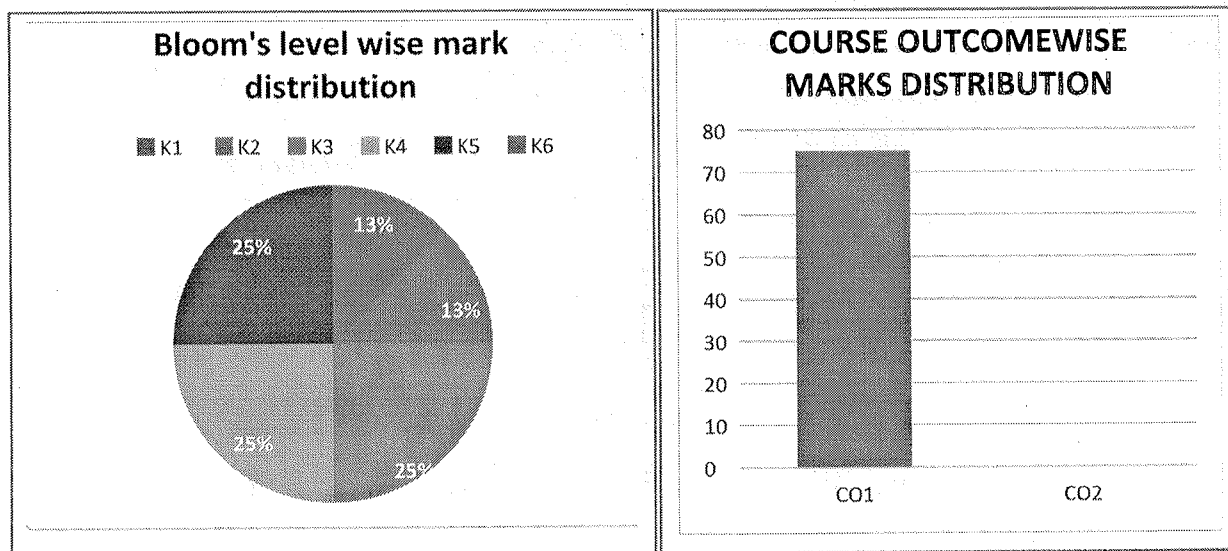 Bloom's level wise mark
distribution
K1 K2 K3 K4 K5 K6
13%
25%
13%
25%
25%
COURSE OUTCOMEWISE
MARKS DISTRIBUTION
80
70
60
50
40
30
20
10
0
CO1 CO2